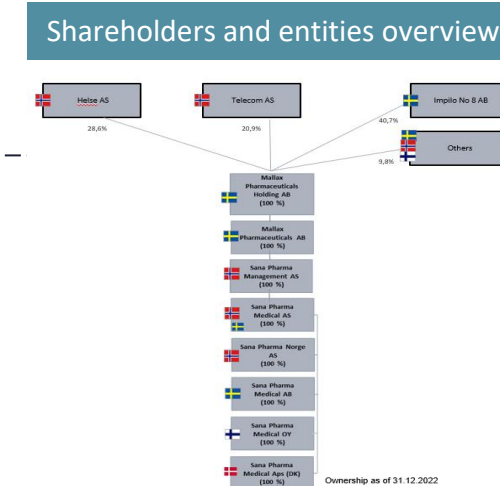 Shareholders and entities overview
Helse AS
Telecom AS
Impilo No 8 AB
28,6%
20,9%
40,7%
Others
9,8%
Mallax
Pharmaceuticals
Holding AB
(100 %)
Mallax
Pharmaceuticals AB
(100 %)
Sana Pharma
Management AS
(100 %)
Sana Pharma
Medical AS
(100 %)
Sana Pharma Norge
AS
(100 %)
Sana Pharma
Medical AB
(100 %)
Sana Pharma
Medical OY
(100 %)
Sana Pharma
Medical Aps (DK)
(100 %)
Ownership as of 31.12.2022